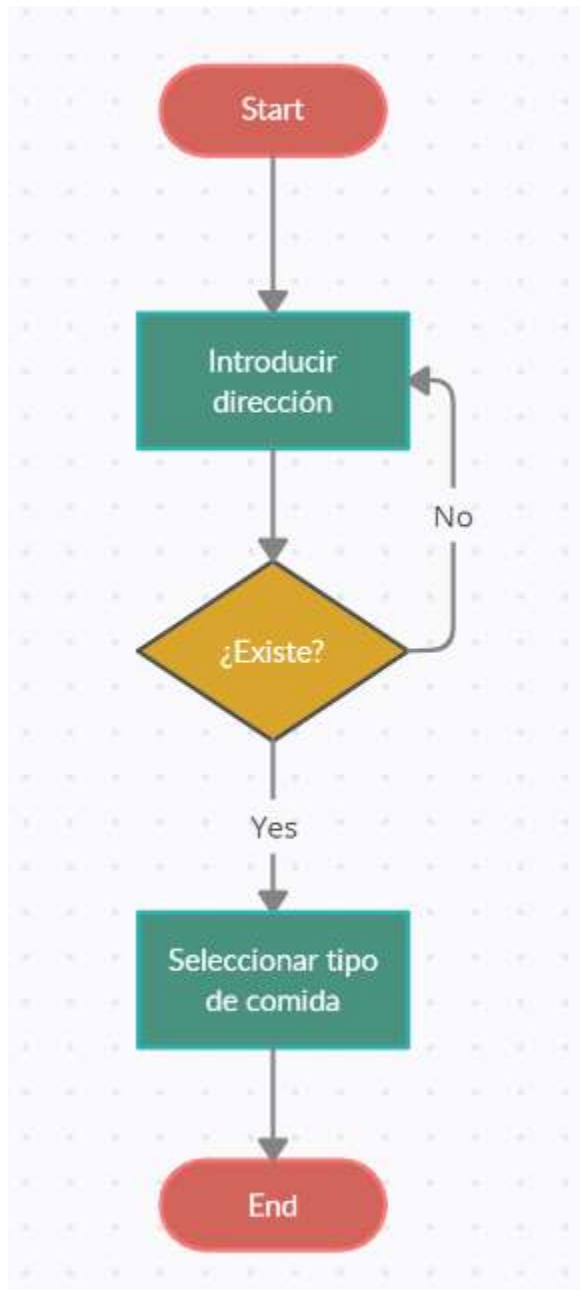 Start
Introducir
dirección
No
¿Existe?
Yes
Seleccionar tipo
de comida
End